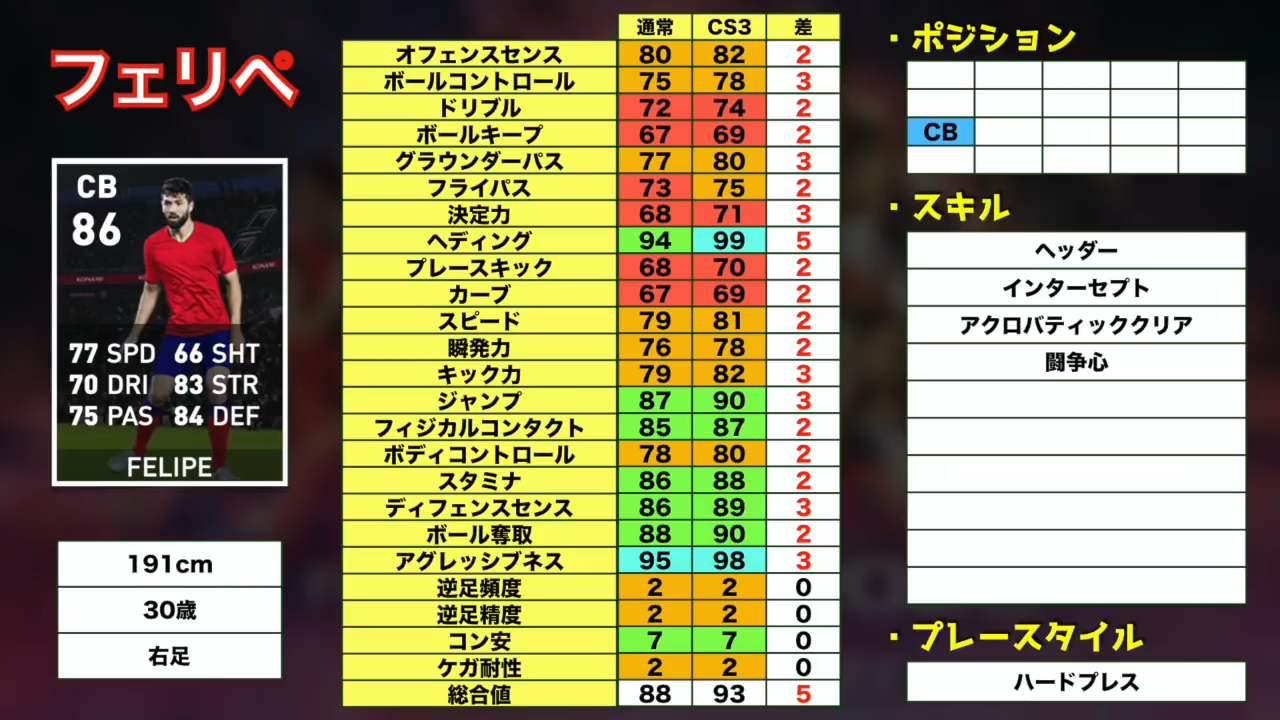 フェリペ
CB
86
KONAMI
77 SPD 66 SHT
70 DRI 83 STR
75 PAS 84 DEF
FELIPE
191cm
30歳
右足
通常 CS3 差
オフェンスセンス 80 82 2
ボールコントロール 75 78 3
ドリブル 72 74 2
ボールキープ 67 69 2
グラウンダーパス 77 80 3
フライパス 73 75 2
決定力 68 71 3
ヘディング 94 99 5
プレースキック 68 70 2
カーブ 67 69 2
スピード 79 81 2
瞬発力 76 78 2
キック力 79 82 3
ジャンプ 87 90 3
フィジカルコンタクト 85 87 2
ボディコントロール 78 80 2
スタミナ 86 88 2
ディフェンスセンス 86 89 3
ボール奪取 88 90 2
アグレッシブネス 95 98 3
逆足頻度 2 2 0
逆足精度 2 2 0
コン安 7 7 0
ケガ耐性 2 2 0
総合値 88 93 5
・ポジション
CB
・スキル
ヘッダー
インターセプト
アクロバティッククリア
闘争心
・プレースタイル
ハードプレス